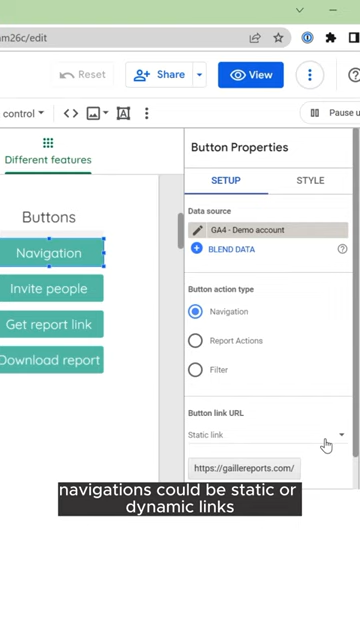 am26c/edit
Reset
Share
View
control
Pause u
Different features
Button Properties
SETUP
STYLE
Data source
GA4 - Demo account
BLEND DATA
Buttons
Navigation
Invite people
Get report link
Download report
Button action type
Navigation
Report Actions
Filter
Button link URL
Static link
https://gaillereports.com/
navigations could be static or
dynamic links